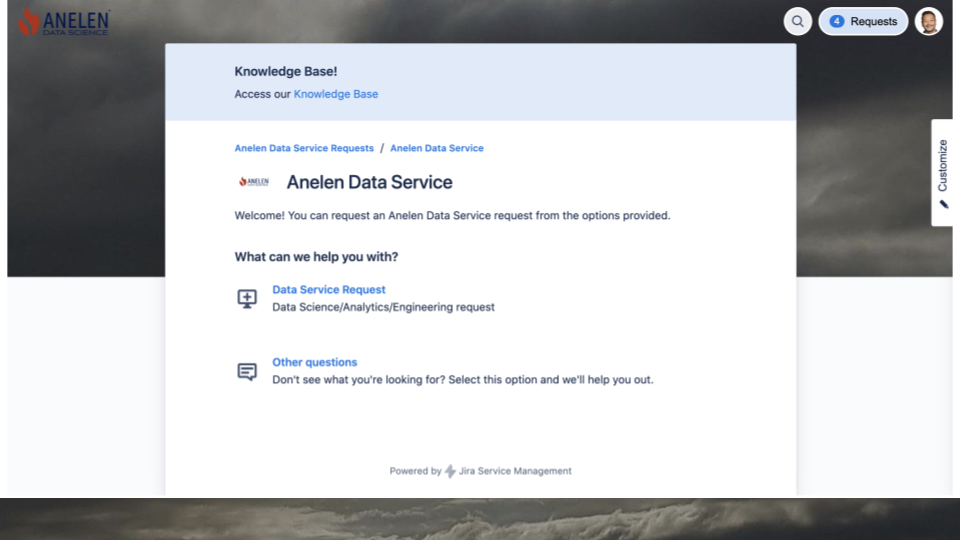 ANELEN
DATA SCIENCE
4 Requests
Knowledge Base!
Access our Knowledge Base
Customize
Anelen Data Service Requests / Anelen Data Service
ANELEN
Anelen Data Service
Welcome! You can request an Anelen Data Service request from the options provided.
What can we help you with?
Data Service Request
Data Science/Analytics/Engineering request
Other questions
Don't see what you're looking for? Select this option and we'll help you out.
Powered by Jira Service Management